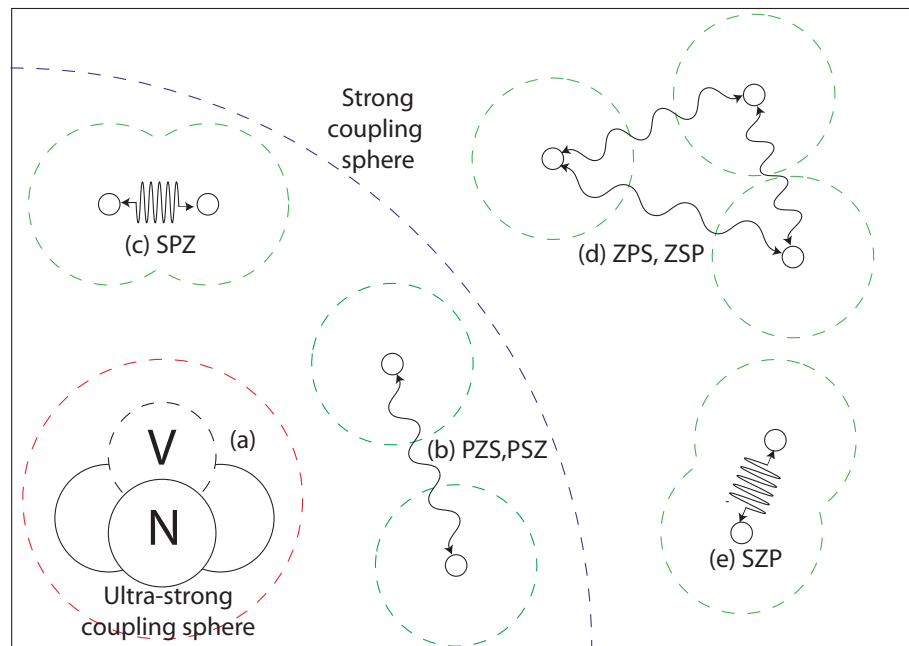 Strong
coupling
sphere
(c) SPZ
(d) ZPS, ZSP
(a)
V
N
(b) PZS,PSZ
(e) SZP
Ultra-strong
coupling sphere